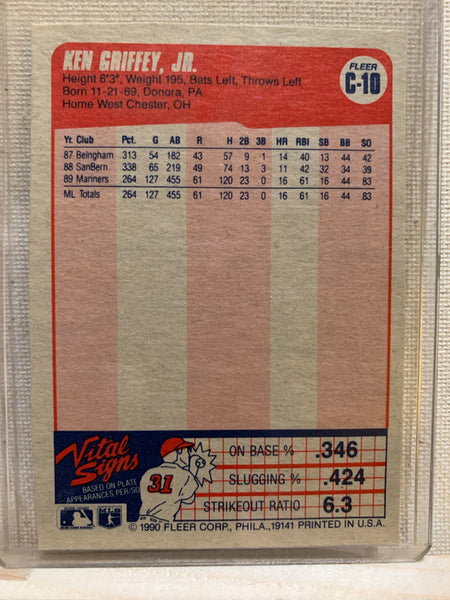 KEN GRIFFEY, JR.
Height 6'3", Weight 195, Bats Left, Throws Left
Born 11-21-69, Donora, PA
Home West Chester, OH
FLEER
C-10
Yr. Club Pct. G AB R H 2B 3B HR RBI SB BB SO
87 Belngham 313 54 182 43 57 9 1 14 40 13 44 42
88 SanBern. 338 65 219 49 74 13 3 11 42 32 34 39
89 Mariners 264 127 455 61 120 23 0 16 61 16 44 83
ML Totals 264 127 455 61 120 23 0 16 61 16 44 83
Vital
Signs
BASED ON PLATE
APPEARANCES PER/SO
31
ON BASE % .346
SLUGGING % .424
STRIKEOUT RATIO 6.3
© 1990 FLEER CORP., PHILA., 19141 PRINTED IN U.S.A.